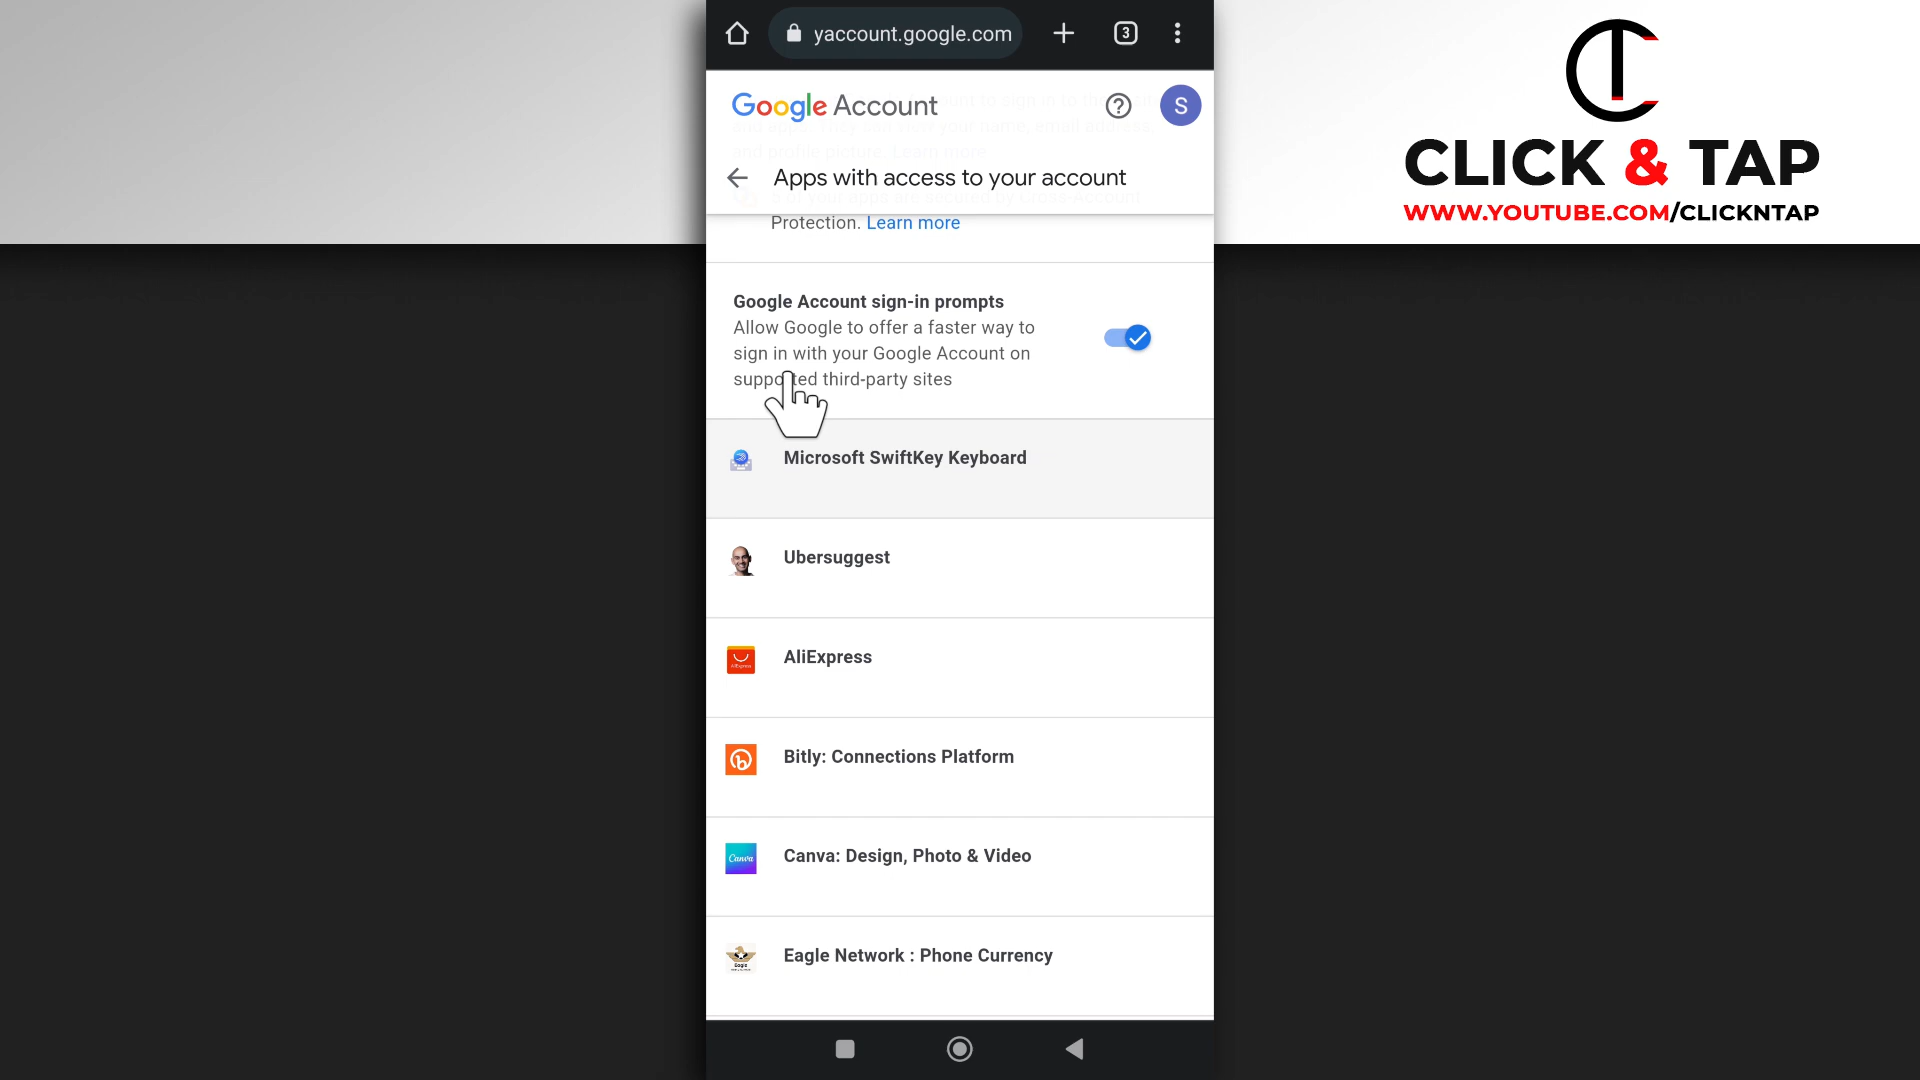 yaccount.google.com
3
Google Account
S
Apps with access to your account
Protection. Learn more
Google Account sign-in prompts
Allow Google to offer a faster way to
sign in with your Google Account on
supported third-party sites
Microsoft SwiftKey Keyboard
Ubersuggest
AliExpress
AliExpress
Bitly: Connections Platform
Canva
Canva: Design, Photo & Video
Eagle
Eagle Network : Phone Currency
CLICK & TAP
WWW.YOUTUBE.COM/CLICKNTAP